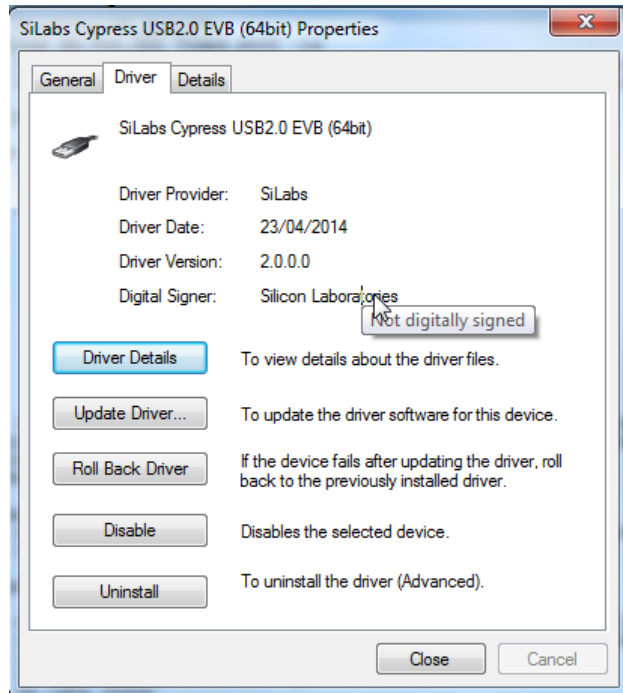 SiLabs Cypress USB2.0 EVB (64bit) Properties
General Driver Details
SiLabs Cypress USB2.0 EVB (64bit)
Driver Provider: SiLabs
Driver Date: 23/04/2014
Driver Version: 2.0.0.0
Digital Signer: Silicon Laboratories
Not digitally signed
Driver Details To view details about the driver files.
Update Driver... To update the driver software for this device.
Roll Back Driver If the device fails after updating the driver, roll
back to the previously installed driver.
Disable Disables the selected device.
Uninstall To uninstall the driver (Advanced).
Close Cancel